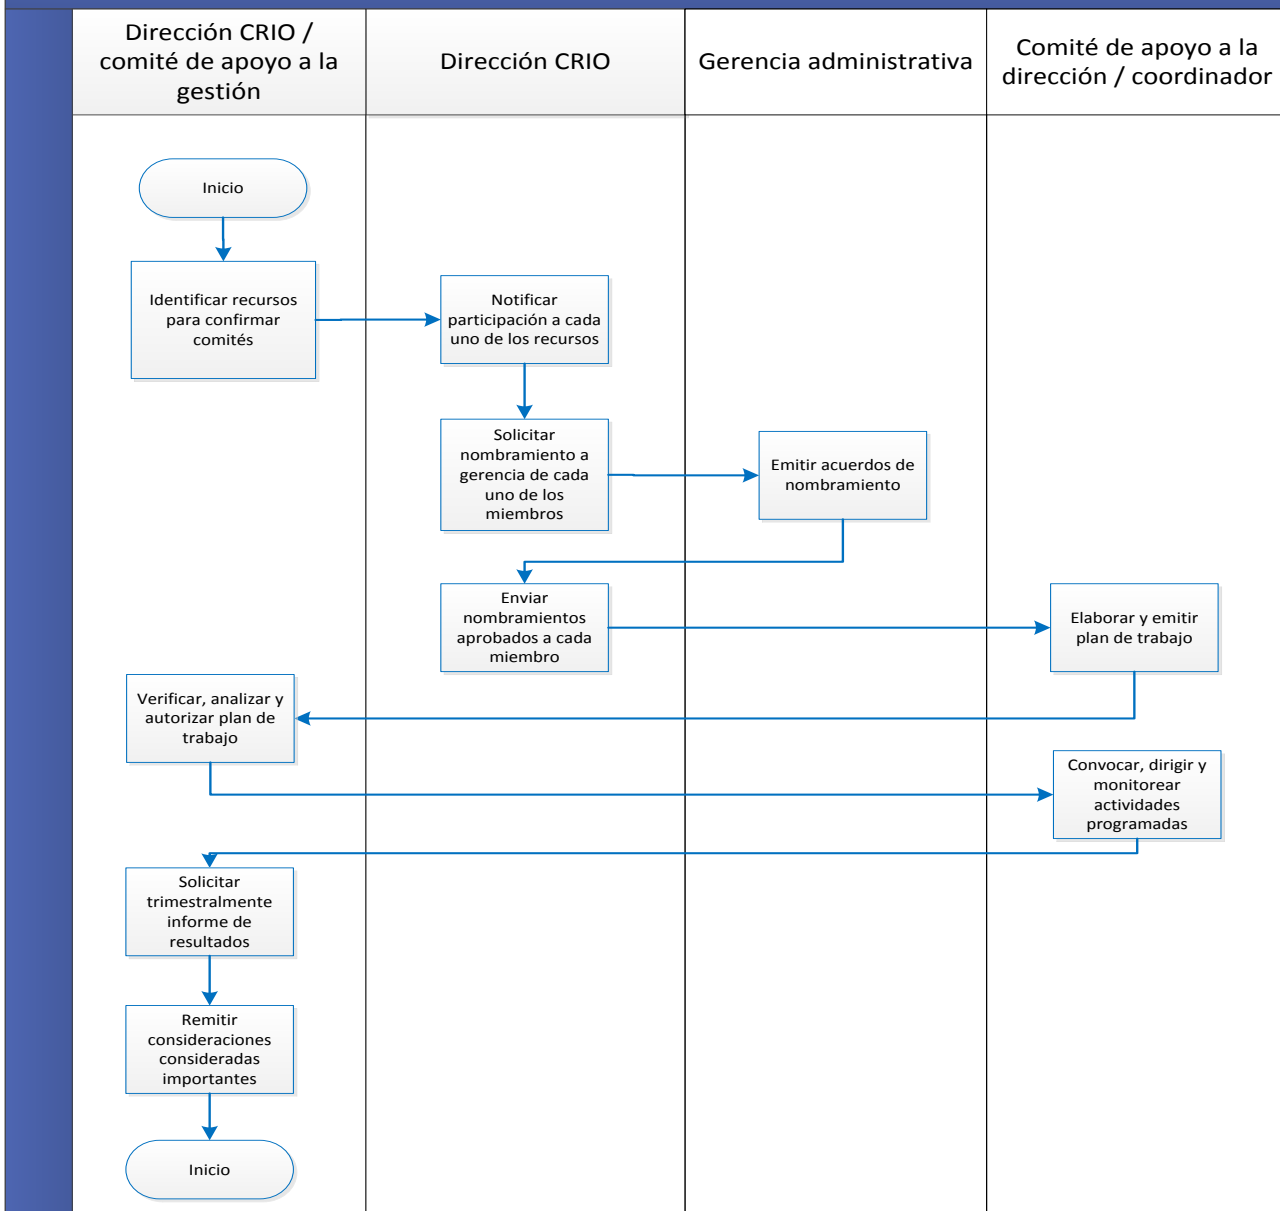 Dirección CRIO /
comité de apoyo a la
gestión
Dirección CRIO
Gerencia administrativa
Comité de apoyo a la
dirección / coordinador
Inicio
Identificar recursos
para confirmar
comités
Notificar
participación a cada
uno de los recursos
Solicitar
nombramiento a
gerencia de cada
uno de los
miembros
Emitir acuerdos de
nombramiento
Enviar
nombramientos
aprobados a cada
miembro
Elaborar y emitir
plan de trabajo
Verificar, analizar y
autorizar plan de
trabajo
Convocar, dirigir y
monitorear
actividades
programadas
Solicitar
trimestralmente
informe de
resultados
Remitir
consideraciones
consideradas
importantes
Inicio